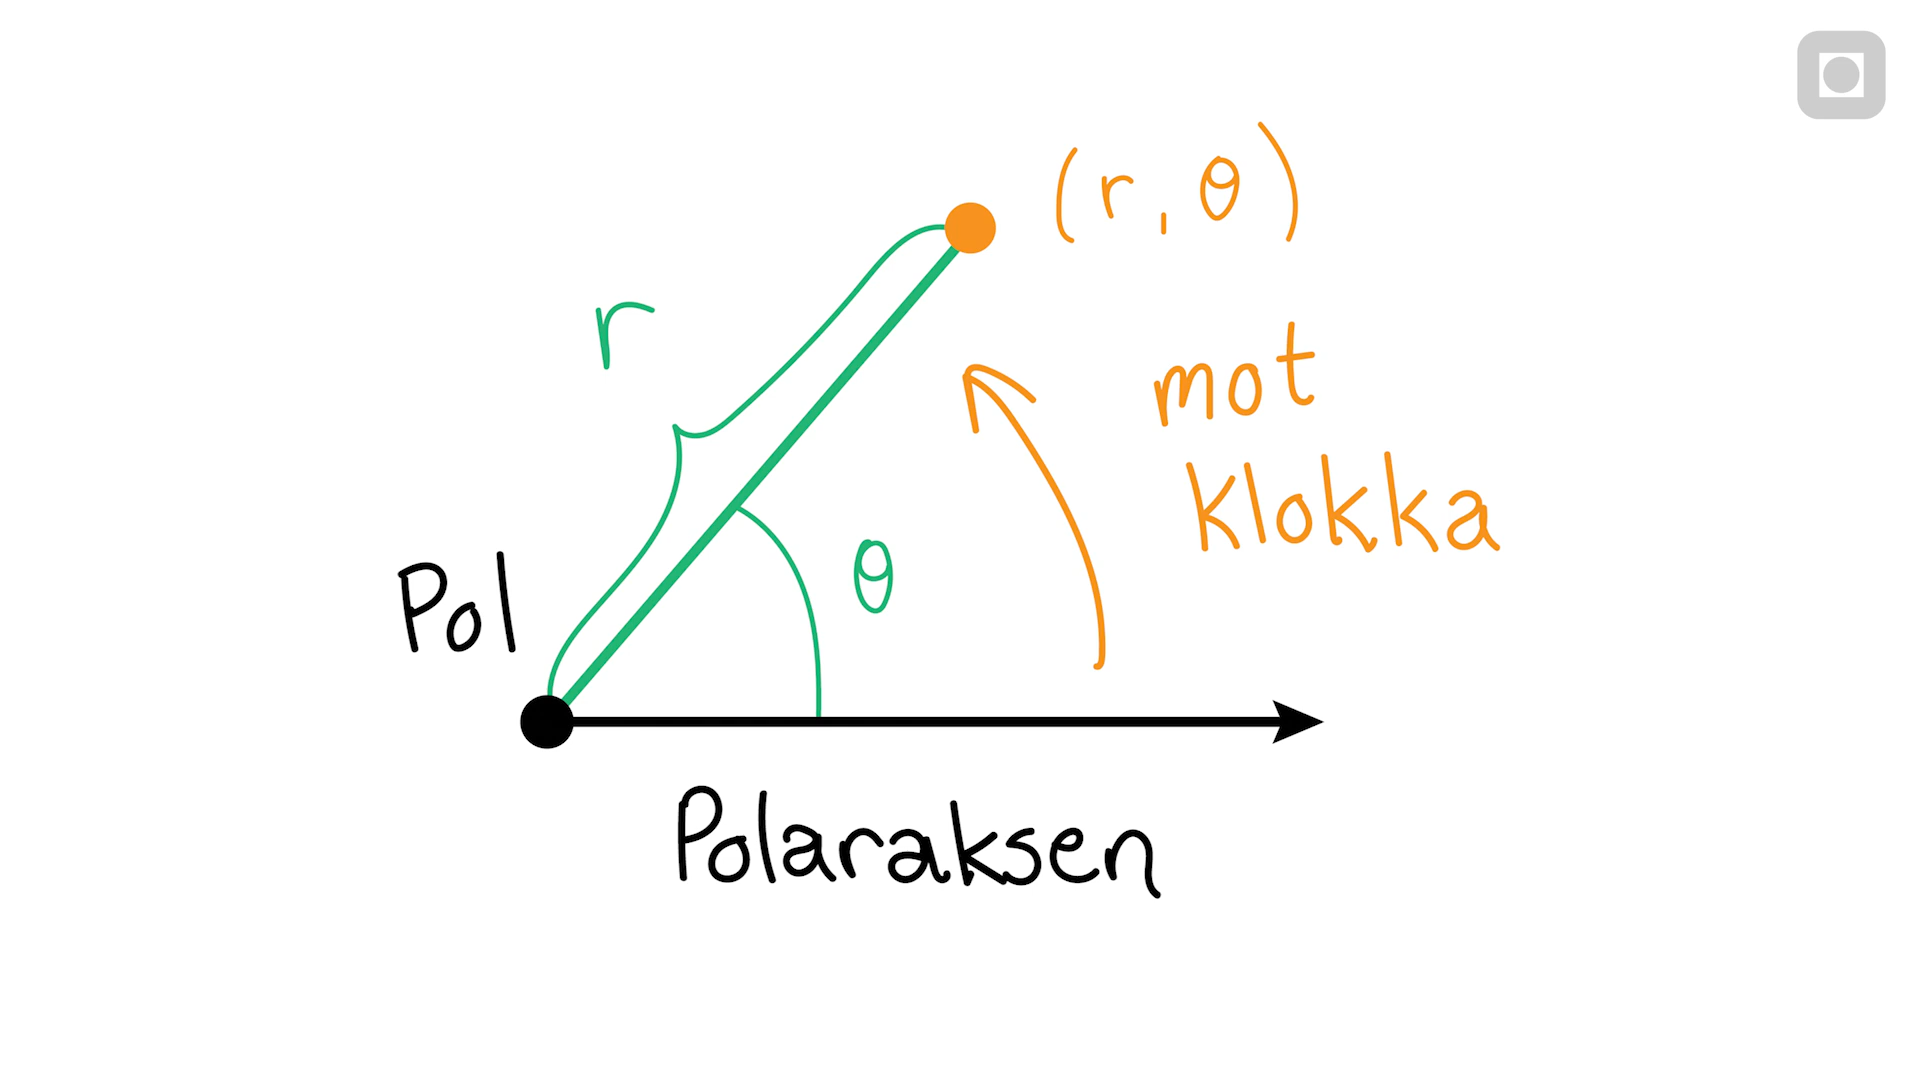 (r, θ)
r
mot
klokka
θ
Pol
Polaraksen